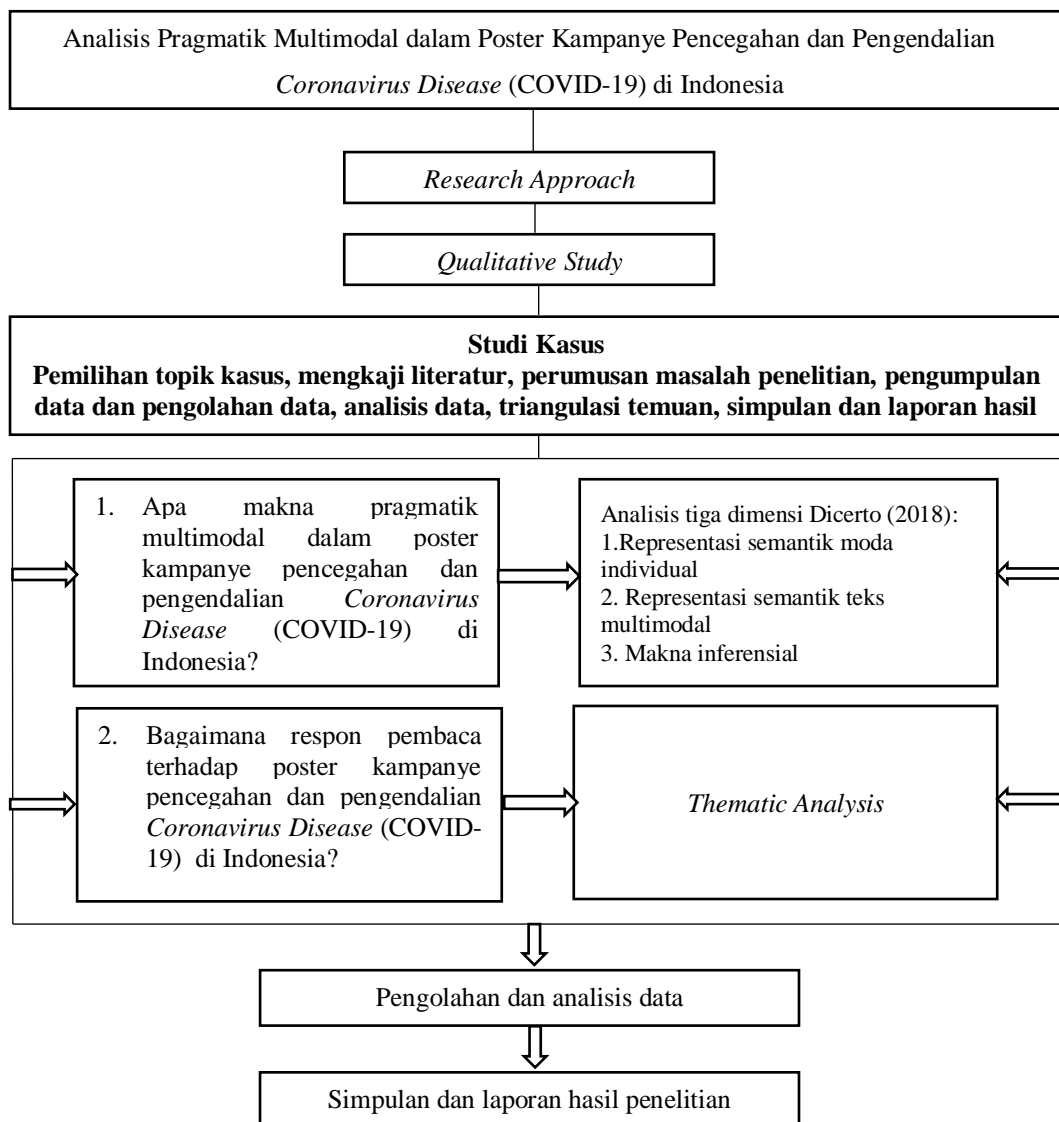 Analisis Pragmatik Multimodal dalam Poster Kampanye Pencegahan dan Pengendalian
Coronavirus Disease (COVID-19) di Indonesia
Research Approach
Qualitative Study
Studi Kasus
Pemilihan topik kasus, mengkaji literatur, perumusan masalah penelitian, pengumpulan
data dan pengolahan data, analisis data, triangulasi temuan, simpulan dan laporan hasil
1. Apa makna pragmatik
multimodal dalam poster
kampanye pencegahan dan
pengendalian Coronavirus
Disease (COVID-19) di
Indonesia?
Analisis tiga dimensi Dicerto (2018):
1.Representasi semantik moda
individual
2. Representasi semantik teks
multimodal
3. Makna inferensial
2. Bagaimana respon pembaca
terhadap poster kampanye
pencegahan dan pengendalian
Coronavirus Disease (COVID-
19) di Indonesia?
Thematic Analysis
Pengolahan dan analisis data
Simpulan dan laporan hasil penelitian